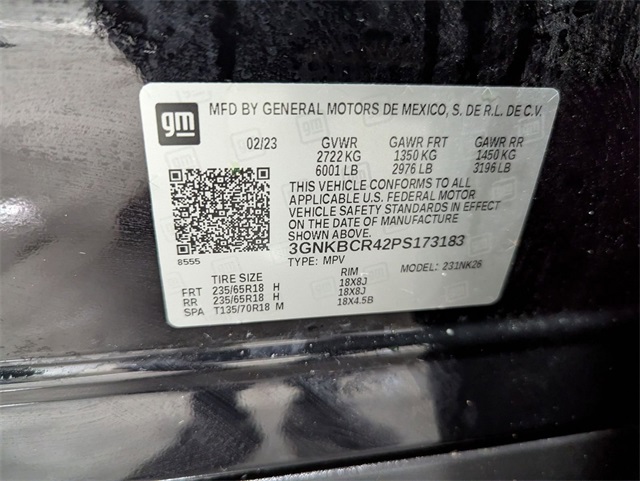 gm MFD BY GENERAL MOTORS DE MEXICO, S. DE R.L. DE C.V.
02/23 GVWR GAWR FRT GAWR RR
2722 KG 1350 KG 1450 KG
6001 LB 2976 LB 3196 LB
THIS VEHICLE CONFORMS TO ALL
APPLICABLE U.S. FEDERAL MOTOR
VEHICLE SAFETY STANDARDS IN EFFECT
ON THE DATE OF MANUFACTURE
SHOWN ABOVE.
3GNKBCR42PS173183
8555 TYPE: MPV MODEL: 231NK26
TIRE SIZE RIM
FRT 235/65R18 H 18X8J
RR 235/65R18 H 18X8J
SPA T135/70R18 M 18X4.5B